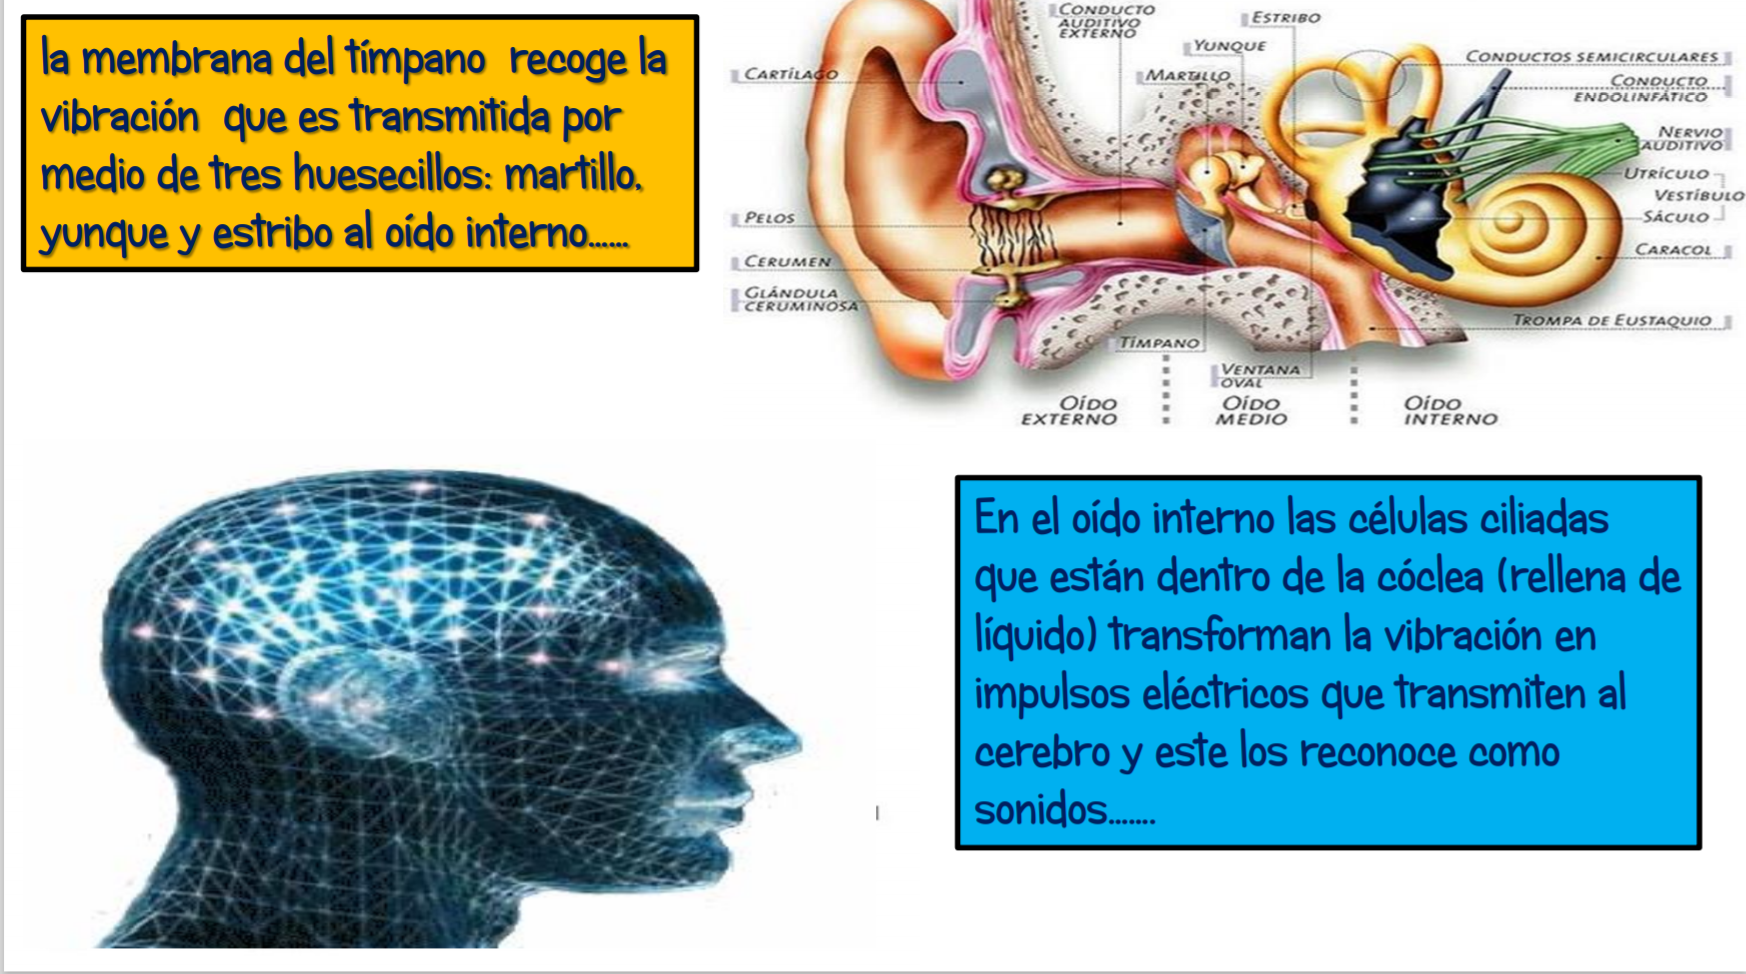 la membrana del tímpano  recoge la
vibración  que es transmitida por
medio de tres huesecillos: martillo,
yunque y estribo al oído interno......
CONDUCTO
AUDITIVO
EXTERNO
ESTRIBO
YUNQUE
MARTILLO
CARTÍLAGO
CONDUCTOS SEMICIRCULARES
CONDUCTO
ENDOLINFÁTICO
NERVIO
AUDITIVO
UTRÍCULO
VESTÍBULO
SÁCULO
CARACOL
PELOS
CERUMEN
GLÁNDULA
CERUMINOSA
TROMPA DE EUSTAQUIO
TÍMPANO
VENTANA
OVAL
OÍDO
EXTERNO
OÍDO
MEDIO
OÍDO
INTERNO
En el oído interno las células ciliadas
que están dentro de la cóclea (rellena de
líquido) transforman la vibración en
impulsos eléctricos que transmiten al
cerebro y este los reconoce como
sonidos.......